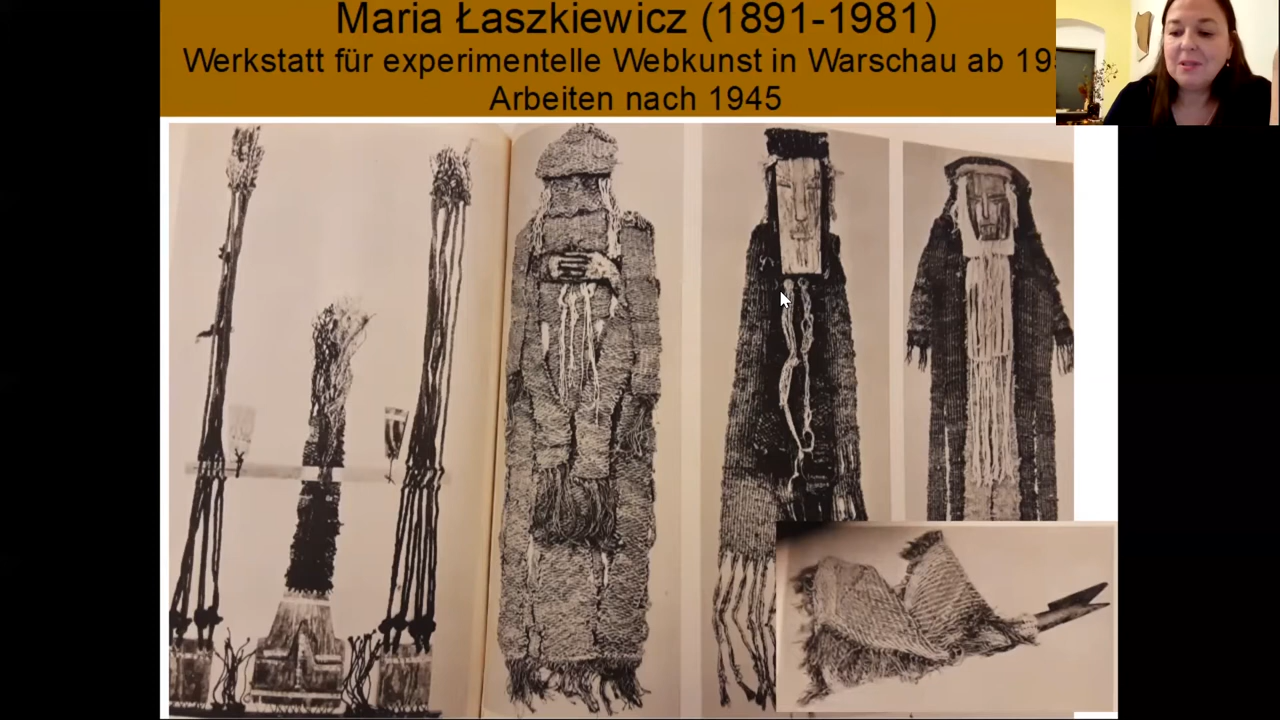 Maria Łaszkiewicz (1891-1981)
Werkstatt für experimentelle Webkunst in Warschau ab
Arbeiten nach 1945